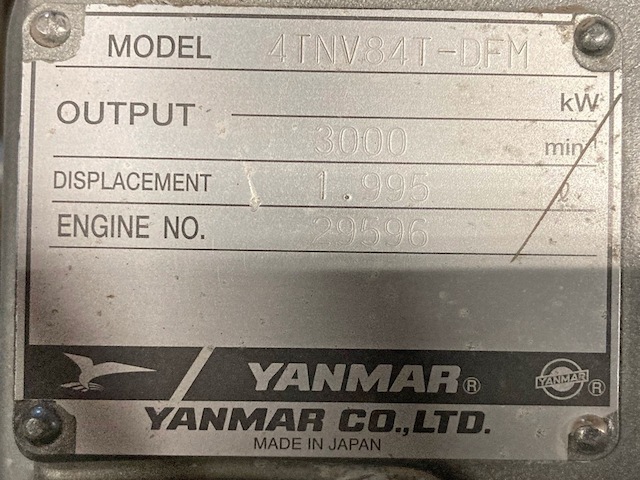 MODEL 4TNV84T-DFM
OUTPUT kW
3000 min⁻¹
DISPLACEMENT 1.995 ℓ
ENGINE NO. 29596
YANMAR® YANMAR ®
YANMAR CO.,LTD.
MADE IN JAPAN